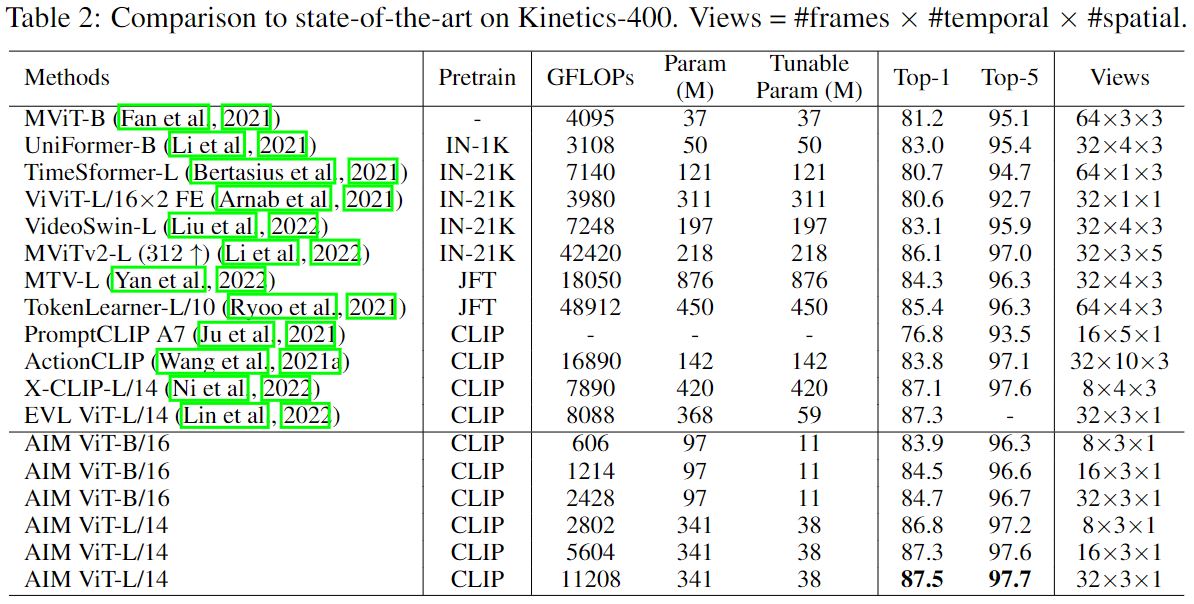 Table 2: Comparison to state-of-the-art on Kinetics-400. Views = #frames × #temporal × #spatial.
Methods Pretrain GFLOPs Param (M) Tunable Param (M) Top-1 Top-5 Views
MViT-B (Fan et al., 2021) - 4095 37 37 81.2 95.1 64×3×3
UniFormer-B (Li et al., 2021) IN-1K 3108 50 50 83.0 95.4 32×4×3
TimeSformer-L (Bertasius et al., 2021) IN-21K 7140 121 121 80.7 94.7 64×1×3
ViViT-L/16×2 FE (Arnab et al., 2021) IN-21K 3980 311 311 80.6 92.7 32×1×1
VideoSwin-L (Liu et al., 2022) IN-21K 7248 197 197 83.1 95.9 32×4×3
MViTv2-L (312 ↑) (Li et al., 2022) IN-21K 42420 218 218 86.1 97.0 32×3×5
MTV-L (Yan et al., 2022) JFT 18050 876 876 84.3 96.3 32×4×3
TokenLearner-L/10 (Ryoo et al., 2021) JFT 48912 450 450 85.4 96.3 64×4×3
PromptCLIP A7 (Ju et al., 2021) CLIP - - - 76.8 93.5 16×5×1
ActionCLIP (Wang et al., 2021a) CLIP 16890 142 142 83.8 97.1 32×10×3
X-CLIP-L/14 (Ni et al., 2022) CLIP 7890 420 420 87.1 97.6 8×4×3
EVL ViT-L/14 (Lin et al., 2022) CLIP 8088 368 59 87.3 - 32×3×1
AIM ViT-B/16 CLIP 606 97 11 83.9 96.3 8×3×1
AIM ViT-B/16 CLIP 1214 97 11 84.5 96.6 16×3×1
AIM ViT-B/16 CLIP 2428 97 11 84.7 96.7 32×3×1
AIM ViT-L/14 CLIP 2802 341 38 86.8 97.2 8×3×1
AIM ViT-L/14 CLIP 5604 341 38 87.3 97.6 16×3×1
AIM ViT-L/14 CLIP 11208 341 38 87.5 97.7 32×3×1